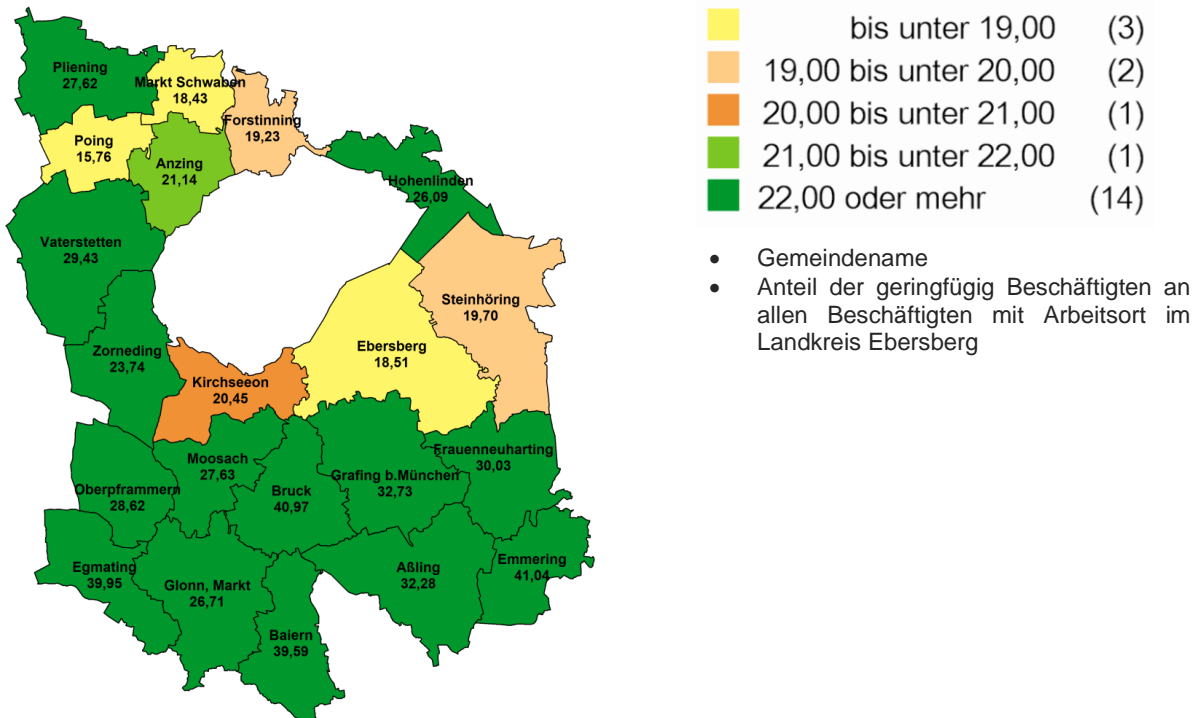 Pliening
27,62
Markt Schwaben
18,43
Forstinning
19,23
Poing
15,76
Anzing
21,14
Hohenlinden
26,09
Vaterstetten
29,43
Steinhöring
19,70
Zorneding
23,74
Ebersberg
18,51
Kirchseeon
20,45
Moosach
27,63
Frauenneuharting
30,03
Grafing b.München
32,73
Oberpframmern
28,62
Bruck
40,97
Egmating
39,95
Glonn, Markt
26,71
Aßling
32,28
Emmering
41,04
Baiern
39,59
bis unter 19,00 (3)
19,00 bis unter 20,00 (2)
20,00 bis unter 21,00 (1)
21,00 bis unter 22,00 (1)
22,00 oder mehr (14)
• Gemeindename
• Anteil der geringfügig Beschäftigten an
allen Beschäftigten mit Arbeitsort im
Landkreis Ebersberg